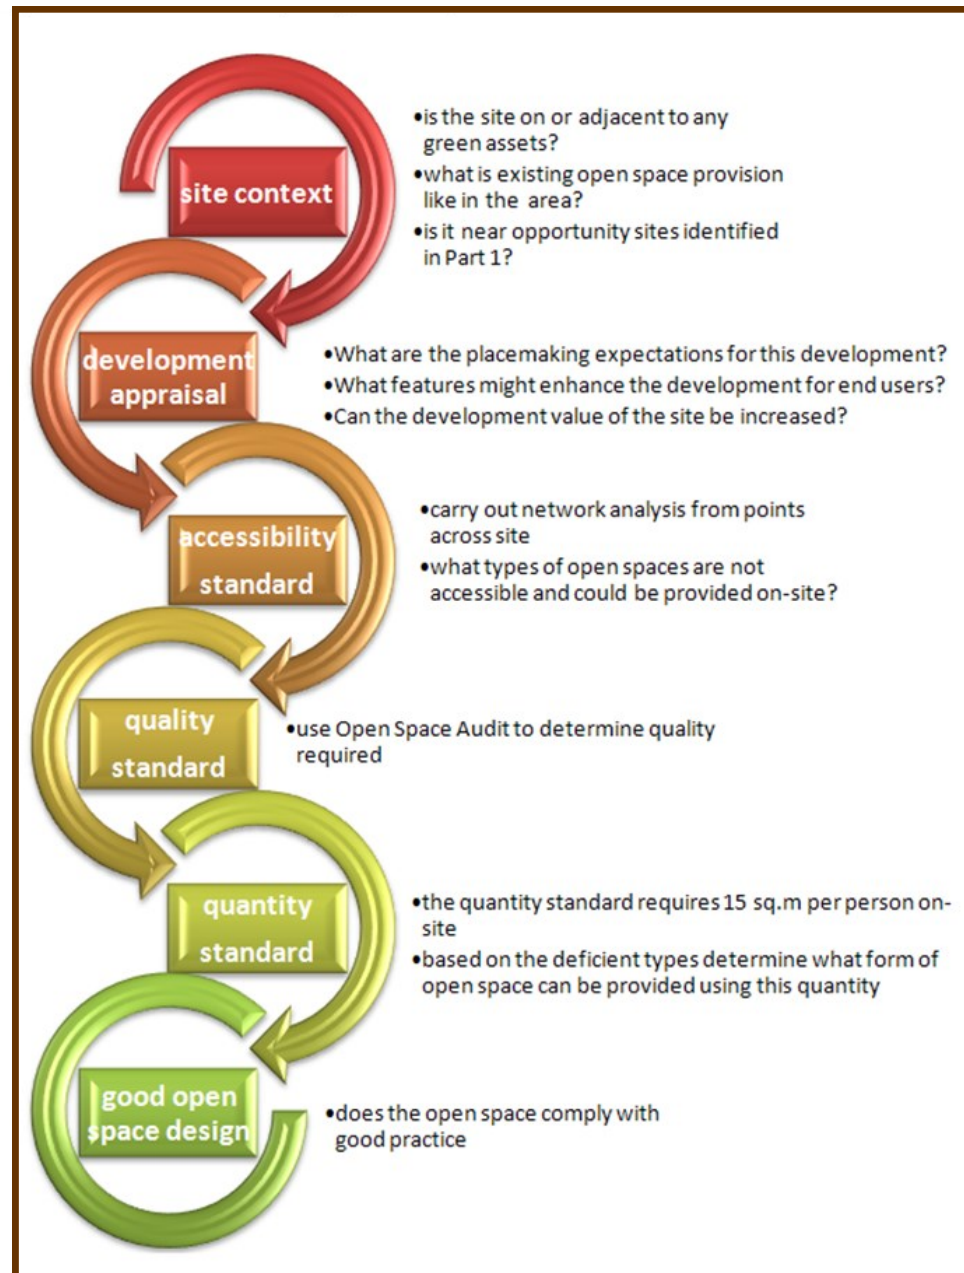 site context
•is the site on or adjacent to any
green assets?
•what is existing open space provision
like in the area?
•is it near opportunity sites identified
in Part 1?
development
appraisal
•What are the placemaking expectations for this development?
•What features might enhance the development for end users?
•Can the development value of the site be increased?
accessibility
standard
•carry out network analysis from points
across site
•what types of open spaces are not
accessible and could be provided on-site?
quality
standard
•use Open Space Audit to determine quality
required
quantity
standard
•the quantity standard requires 15 sq.m per person on-
site
•based on the deficient types determine what form of
open space can be provided using this quantity
good open
space design
•does the open space comply with
good practice